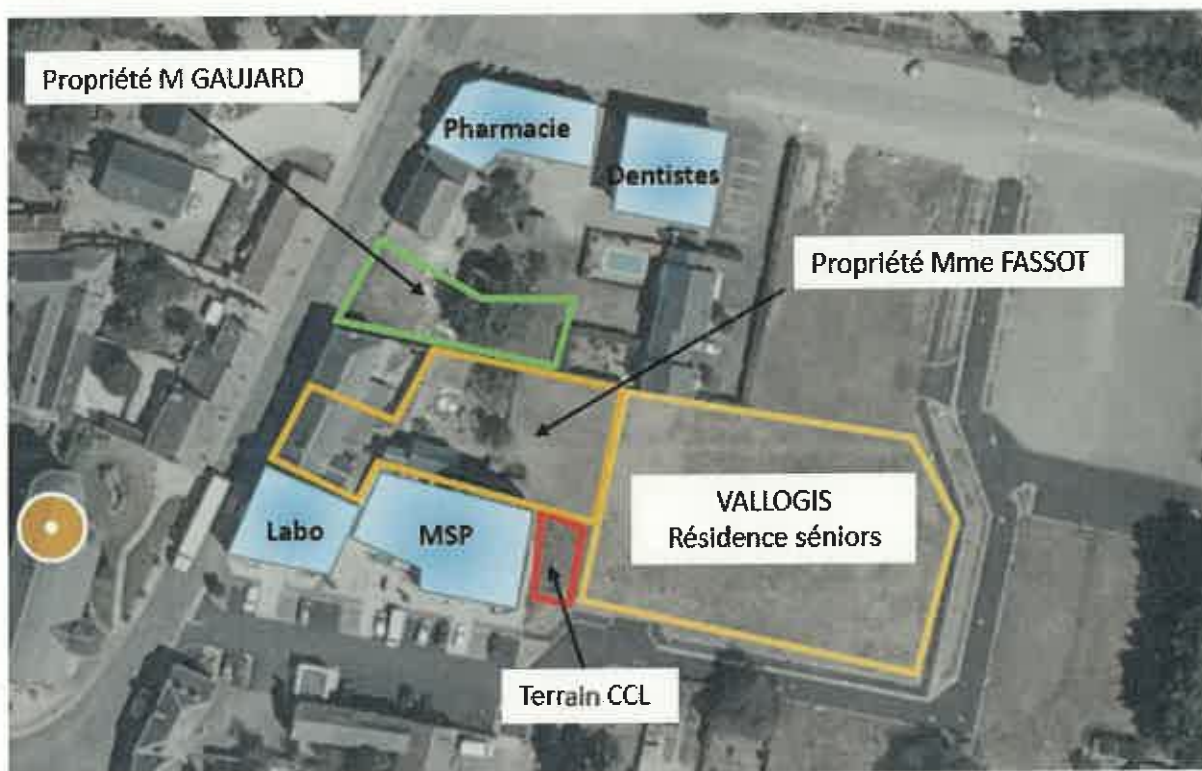 Propriété M GAUJARD
Pharmacie
Dentistes
Propriété Mme FASSOT
VALLOGIS
Résidence séniors
Labo
MSP
Terrain CCL